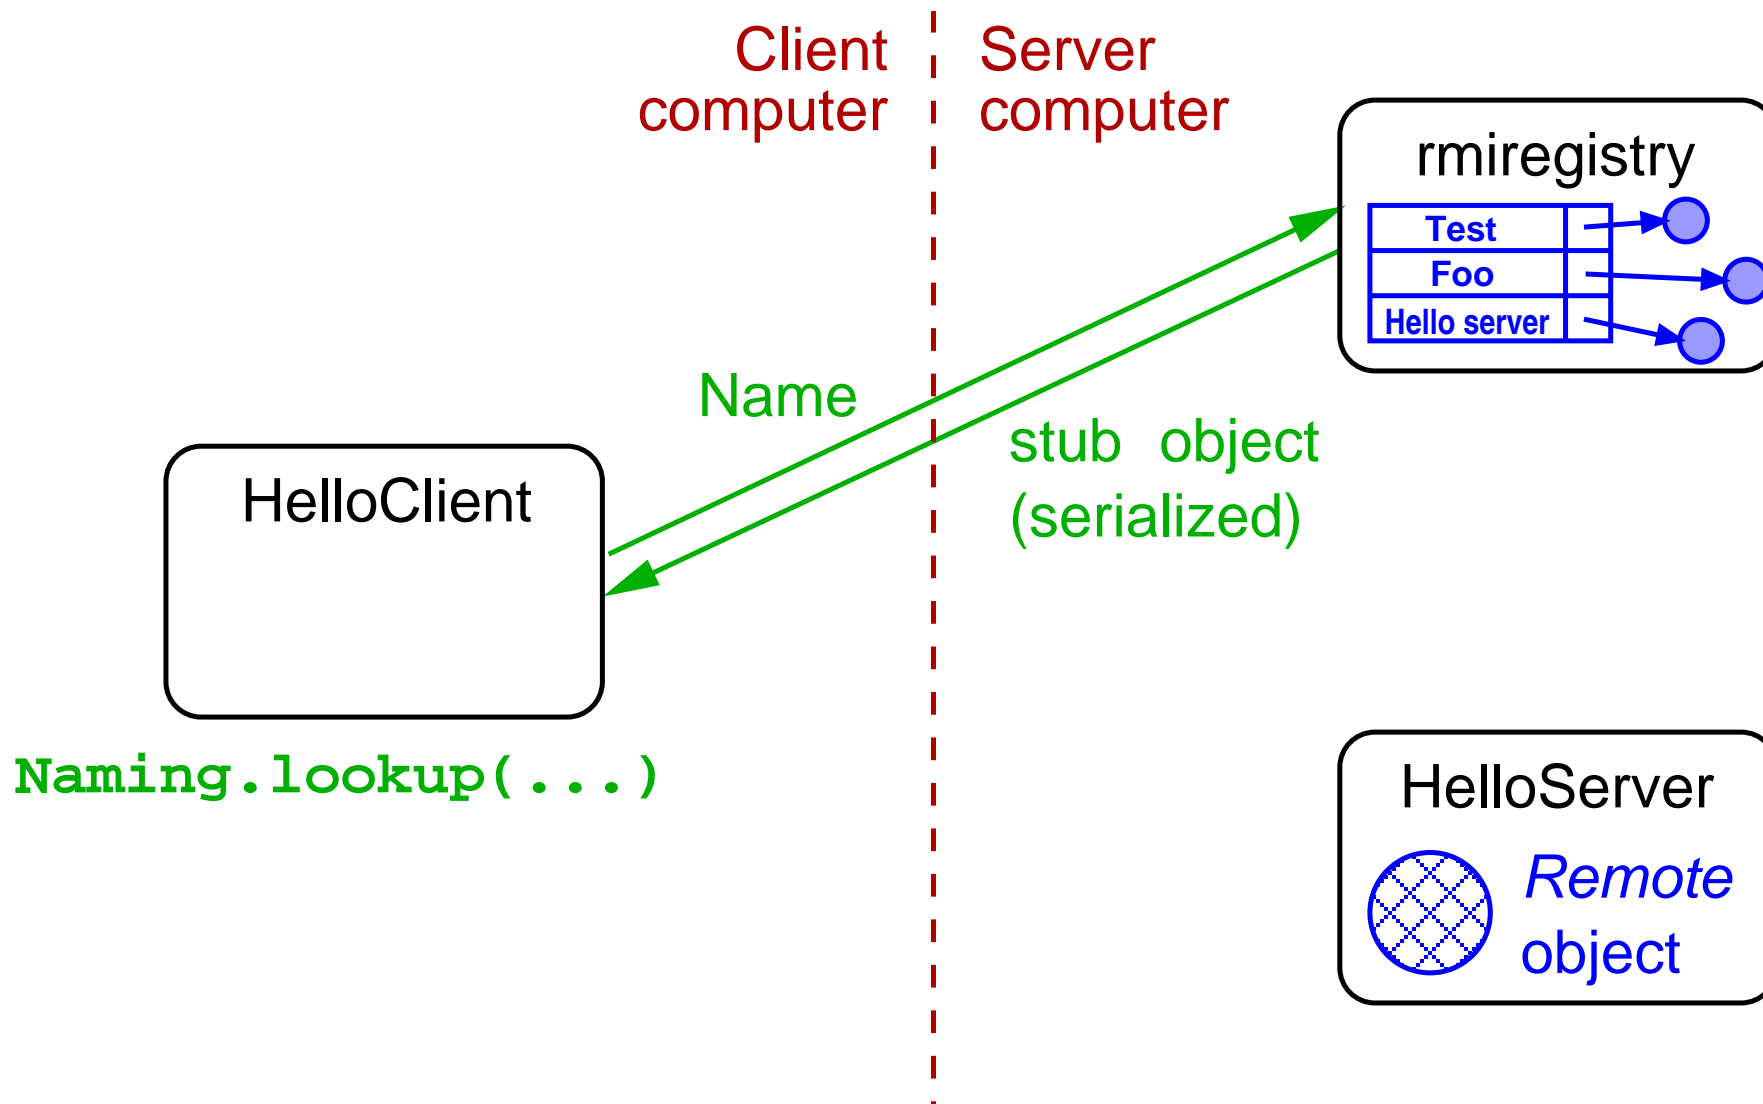 Client
computer
Server
computer
rmiregistry
Test
Foo
Hello server
Name
stub object
(serialized)
HelloClient
Naming.lookup(...)
HelloServer
Remote
object